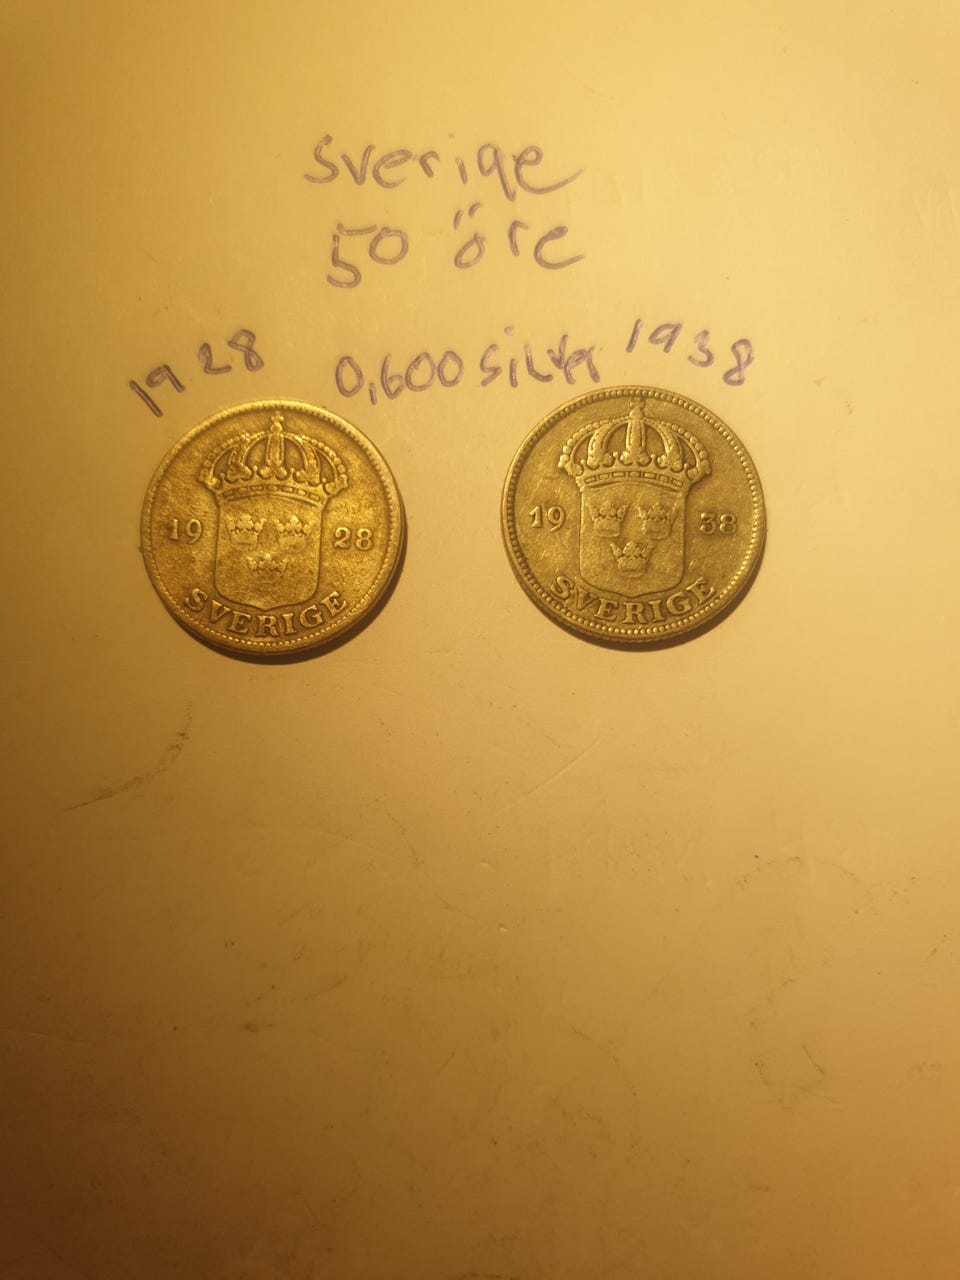 Sverige
50 öre
1928 0,600 silver 1938
19 28
SVERIGE
19 38
SVERIGE